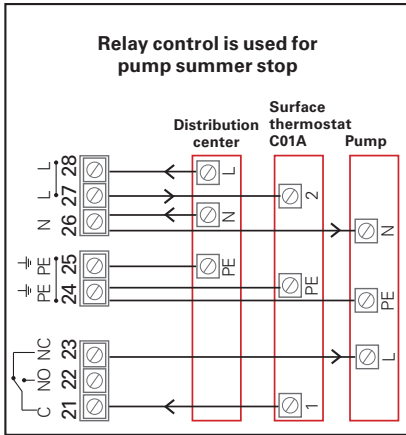 Relay control is used for
pump summer stop
Distribution
center
Surface
thermostat
C01A
Pump
L 28 L
L 27 2
N 26 N N
PE 25 PE
PE 24 PE PE
NC 23 L
NO 22
C 21 1